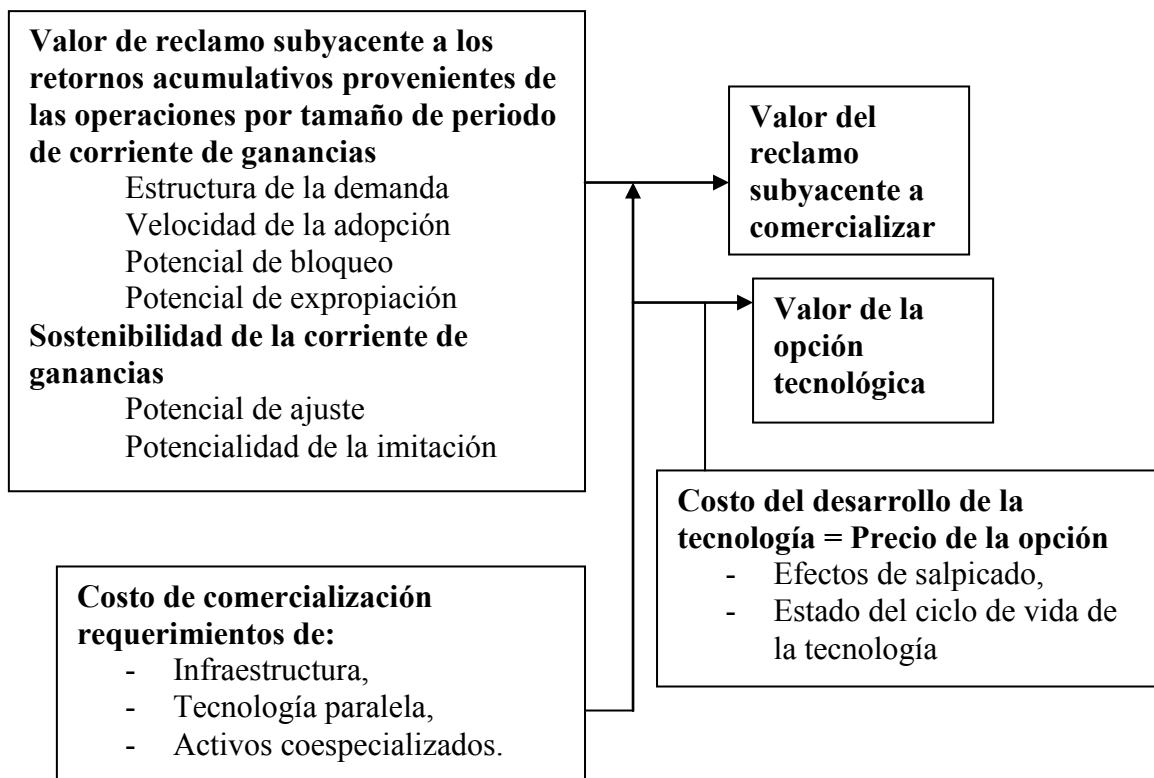 Valor de reclamo subyacente a los
retornos acumulativos provenientes de
las operaciones por tamaño de periodo
de corriente de ganancias
Estructura de la demanda
Velocidad de la adopción
Potencial de bloqueo
Potencial de expropiación
Sostenibilidad de la corriente de
ganancias
Potencial de ajuste
Potencialidad de la imitación
Valor del
reclamo
subyacente a
comercializar
Valor de la
opción
tecnológica
Costo del desarrollo de la
tecnología = Precio de la opción
- Efectos de salpicado,
- Estado del ciclo de vida de
la tecnología
Costo de comercialización
requerimientos de:
- Infraestructura,
- Tecnología paralela,
- Activos coespecializados.